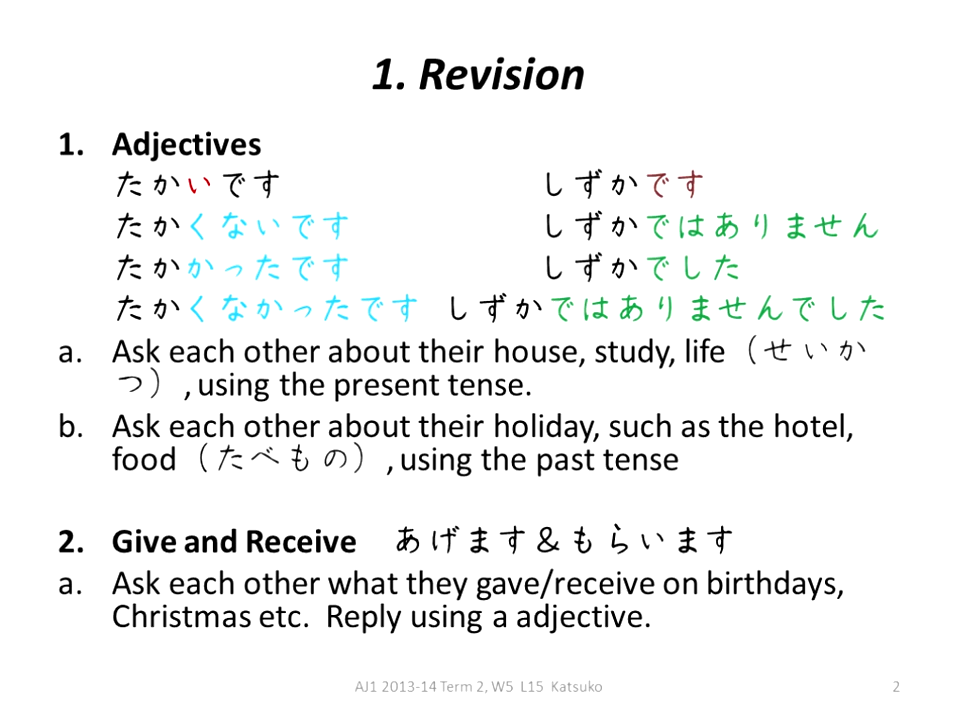 1. Revision
1. Adjectives
たかいです しずかです
たかくないです しずかではありません
たかかったです しずかでした
たかくなかったです しずかではありませんでした
a. Ask each other about their house, study, life（せいか
つ）, using the present tense.
b. Ask each other about their holiday, such as the hotel,
food（たべもの）, using the past tense
2. Give and Receive あげます＆もらいます
a. Ask each other what they gave/receive on birthdays,
Christmas etc. Reply using a adjective.
AJ1 2013-14 Term 2, W5 L15 Katsuko 2